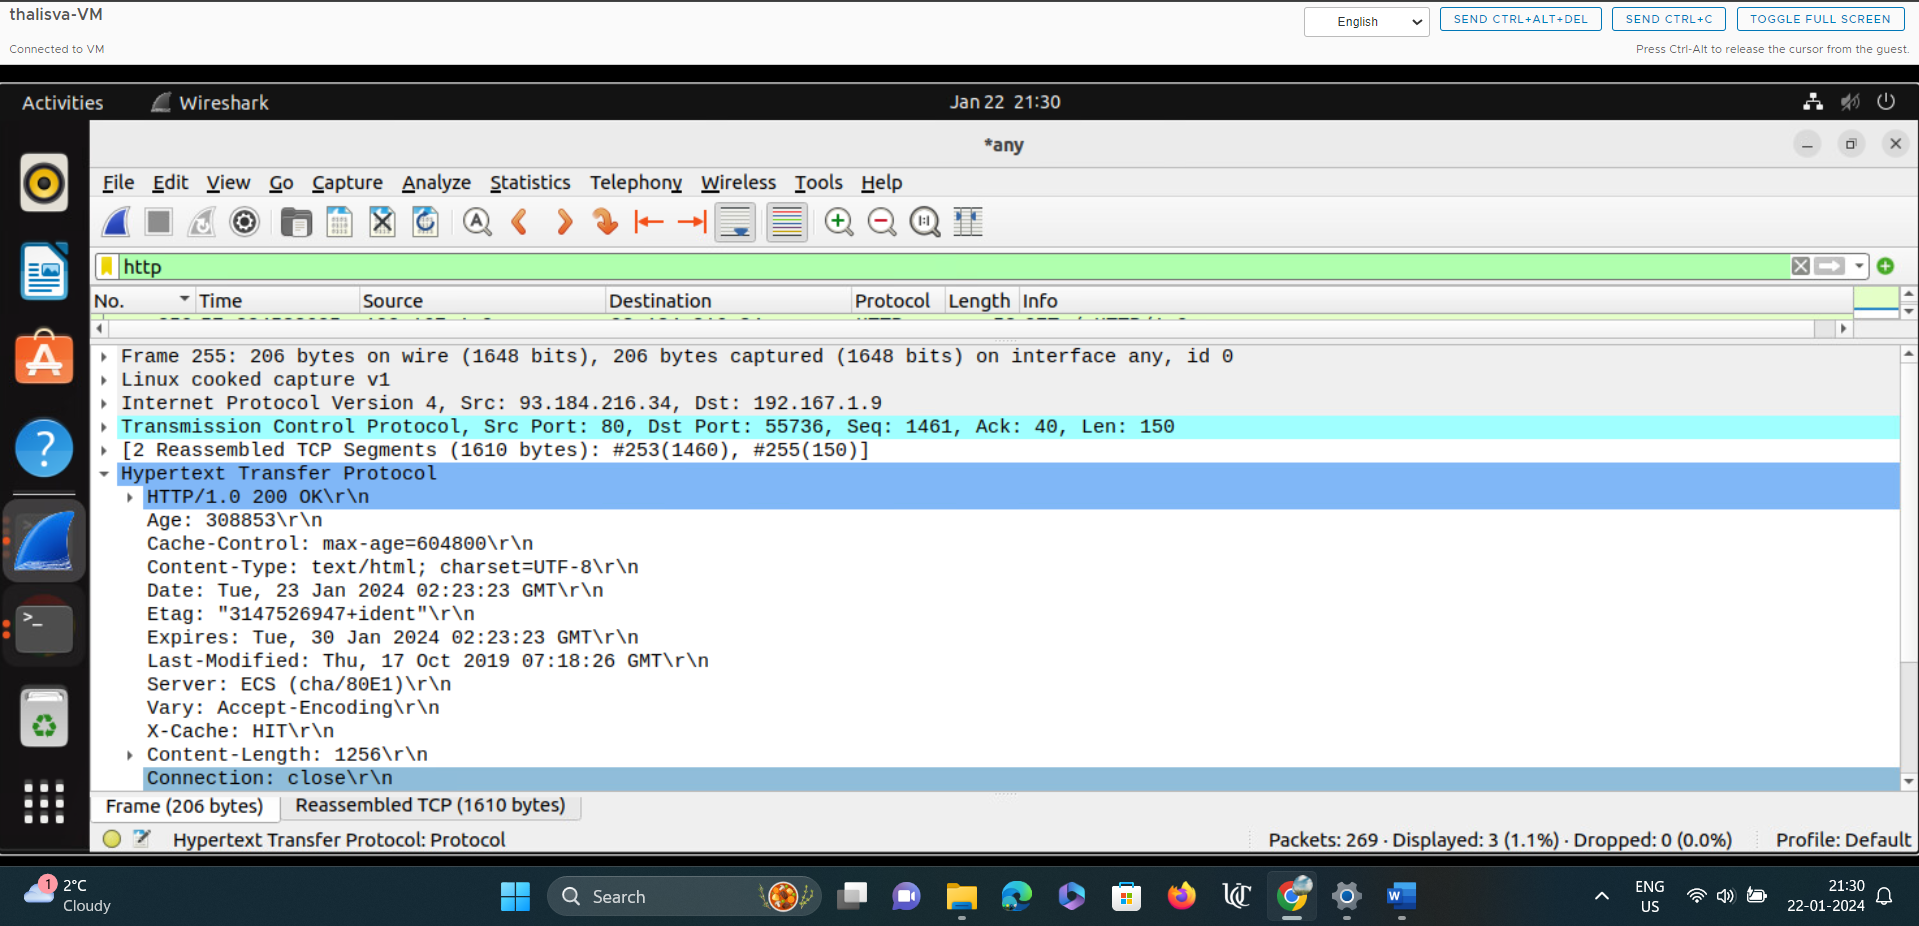 thalisva-VM
English
SEND CTRL+ALT+DEL
SEND CTRL+C
TOGGLE FULL SCREEN
Connected to VM
Press Ctrl-Alt to release the cursor from the guest.
Activities
Wireshark
Jan 22 21:30
*any
File Edit View Go Capture Analyze Statistics Telephony Wireless Tools Help
http
No. Time Source Destination Protocol Length Info
Frame 255: 206 bytes on wire (1648 bits), 206 bytes captured (1648 bits) on interface any, id 0
Linux cooked capture v1
Internet Protocol Version 4, Src: 93.184.216.34, Dst: 192.167.1.9
Transmission Control Protocol, Src Port: 80, Dst Port: 55736, Seq: 1461, Ack: 40, Len: 150
[2 Reassembled TCP Segments (1610 bytes): #253(1460), #255(150)]
Hypertext Transfer Protocol
HTTP/1.0 200 OK\r\n
Age: 308853\r\n
Cache-Control: max-age=604800\r\n
Content-Type: text/html; charset=UTF-8\r\n
Date: Tue, 23 Jan 2024 02:23:23 GMT\r\n
Etag: "3147526947+ident"\r\n
Expires: Tue, 30 Jan 2024 02:23:23 GMT\r\n
Last-Modified: Thu, 17 Oct 2019 07:18:26 GMT\r\n
Server: ECS (cha/80E1)\r\n
Vary: Accept-Encoding\r\n
X-Cache: HIT\r\n
Content-Length: 1256\r\n
Connection: close\r\n
Frame (206 bytes)
Reassembled TCP (1610 bytes)
Hypertext Transfer Protocol: Protocol
Packets: 269 · Displayed: 3 (1.1%) · Dropped: 0 (0.0%)
Profile: Default
1
2°C
Cloudy
Search
ENG
US
21:30
22-01-2024